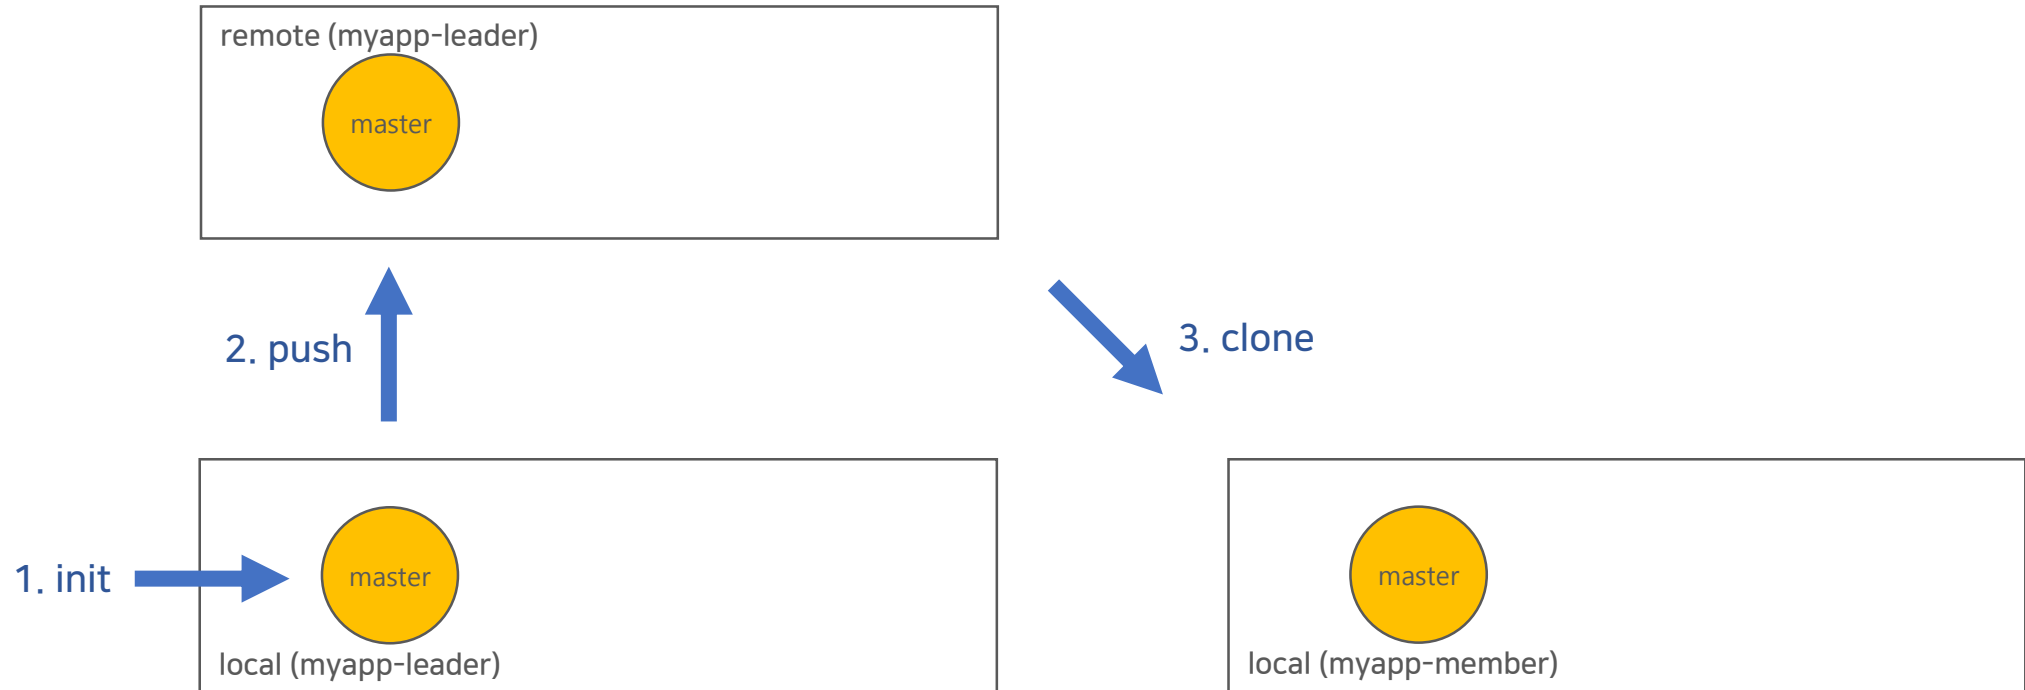 remote (myapp-leader)
master
2. push
3. clone
1. init
master
local (myapp-leader)
master
local (myapp-member)